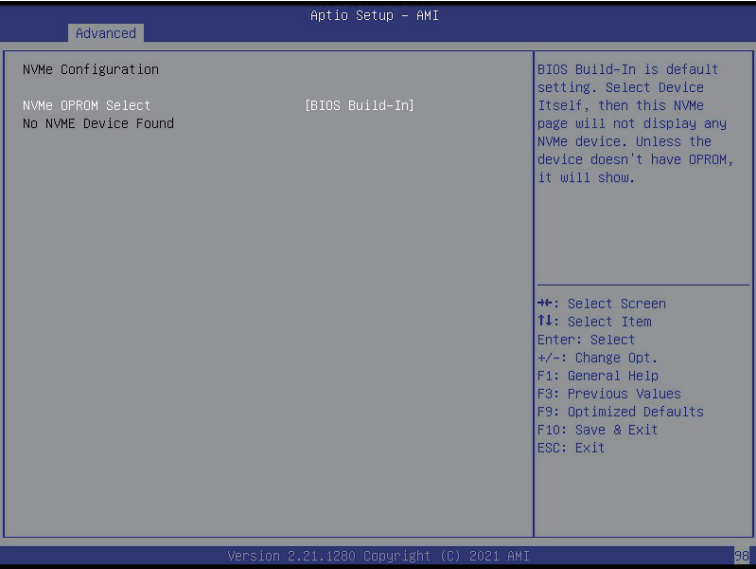 Aptio Setup – AMI
Advanced
NVMe Configuration
NVMe OPROM Select [BIOS Build-In]
No NVME Device Found
BIOS Build-In is default
setting. Select Device
Itself, then this NVMe
page will not display any
NVMe device. Unless the
device doesn't have OPROM,
it will show.
→←: Select Screen
↑↓: Select Item
Enter: Select
+/-: Change Opt.
F1: General Help
F3: Previous Values
F9: Optimized Defaults
F10: Save & Exit
ESC: Exit
Version 2.21.1280 Copyright (C) 2021 AMI
98